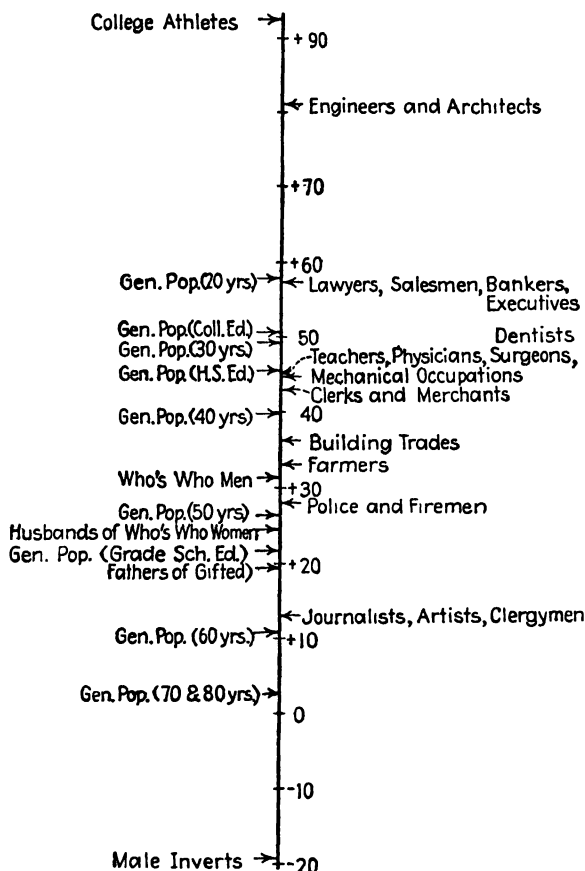 College Athletes
+90
Engineers and Architects
+70
+60
Gen. Pop.(20 yrs)
Lawyers, Salesmen, Bankers,
Executives
Gen. Pop.(Coll. Ed.)
50
Dentists
Gen. Pop.(30 yrs.)
Teachers, Physicians, Surgeons,
Gen. Pop.(H.S. Ed.)
Mechanical Occupations
Clerks and Merchants
Gen. Pop.(40 yrs)
40
Building Trades
Farmers
Who's Who Men
+30
Gen. Pop.(50 yrs)
Police and Firemen
Husbands of Who's Who Women
Gen. Pop. (Grade Sch. Ed.)
Fathers of Gifted)
+20
Journalists, Artists, Clergymen
Gen. Pop. (60 yrs.)
+10
Gen. Pop. (70 & 80 yrs.)
0
-10
Male Inverts
-20